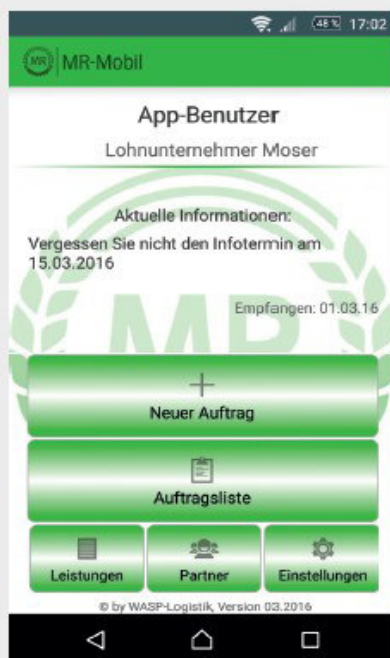 48% 17:02
MR MR-Mobil
App-Benutzer
Lohnunternehmer Moser
Aktuelle Informationen:
Vergessen Sie nicht den Infotermin am
15.03.2016
Empfangen: 01.03.16
MR
Neuer Auftrag
Auftragsliste
Leistungen Partner Einstellungen
© by WASP-Logistik, Version 03.2016